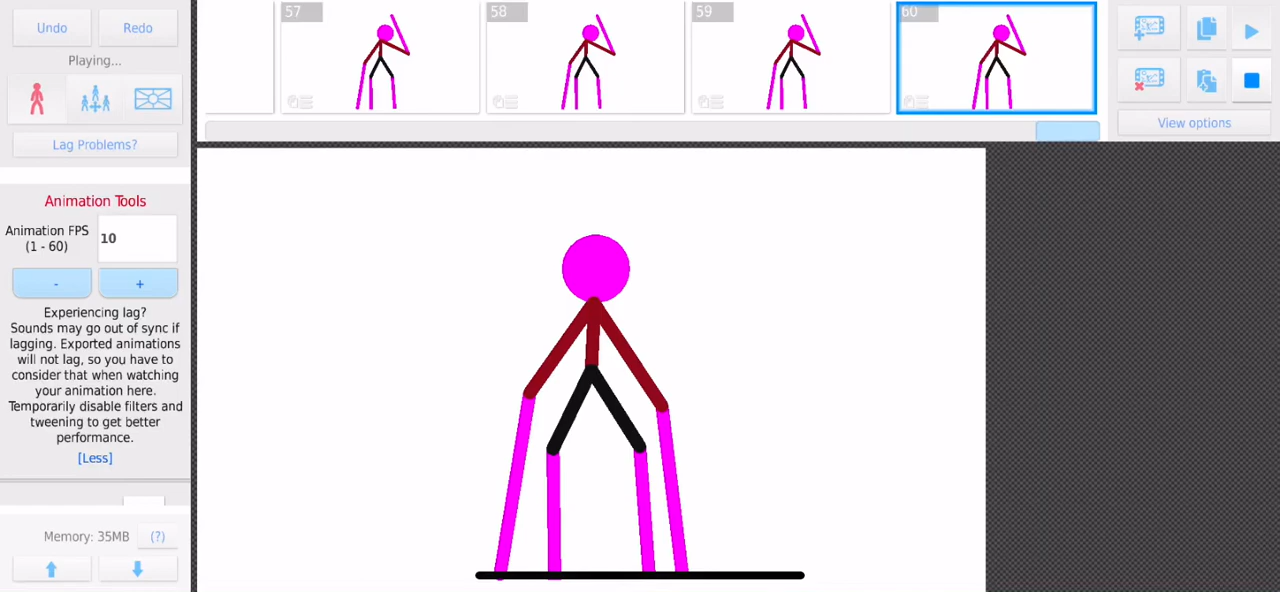 Undo
Redo
Playing...
Lag Problems?
Animation Tools
Animation FPS
(1 - 60)
10
-
+
Experiencing lag?
Sounds may go out of sync if
lagging. Exported animations
will not lag, so you have to
consider that when watching
your animation here.
Temporarily disable filters and
tweening to get better
performance.
[Less]
Memory: 35MB
(?)
57
58
59
60
View options